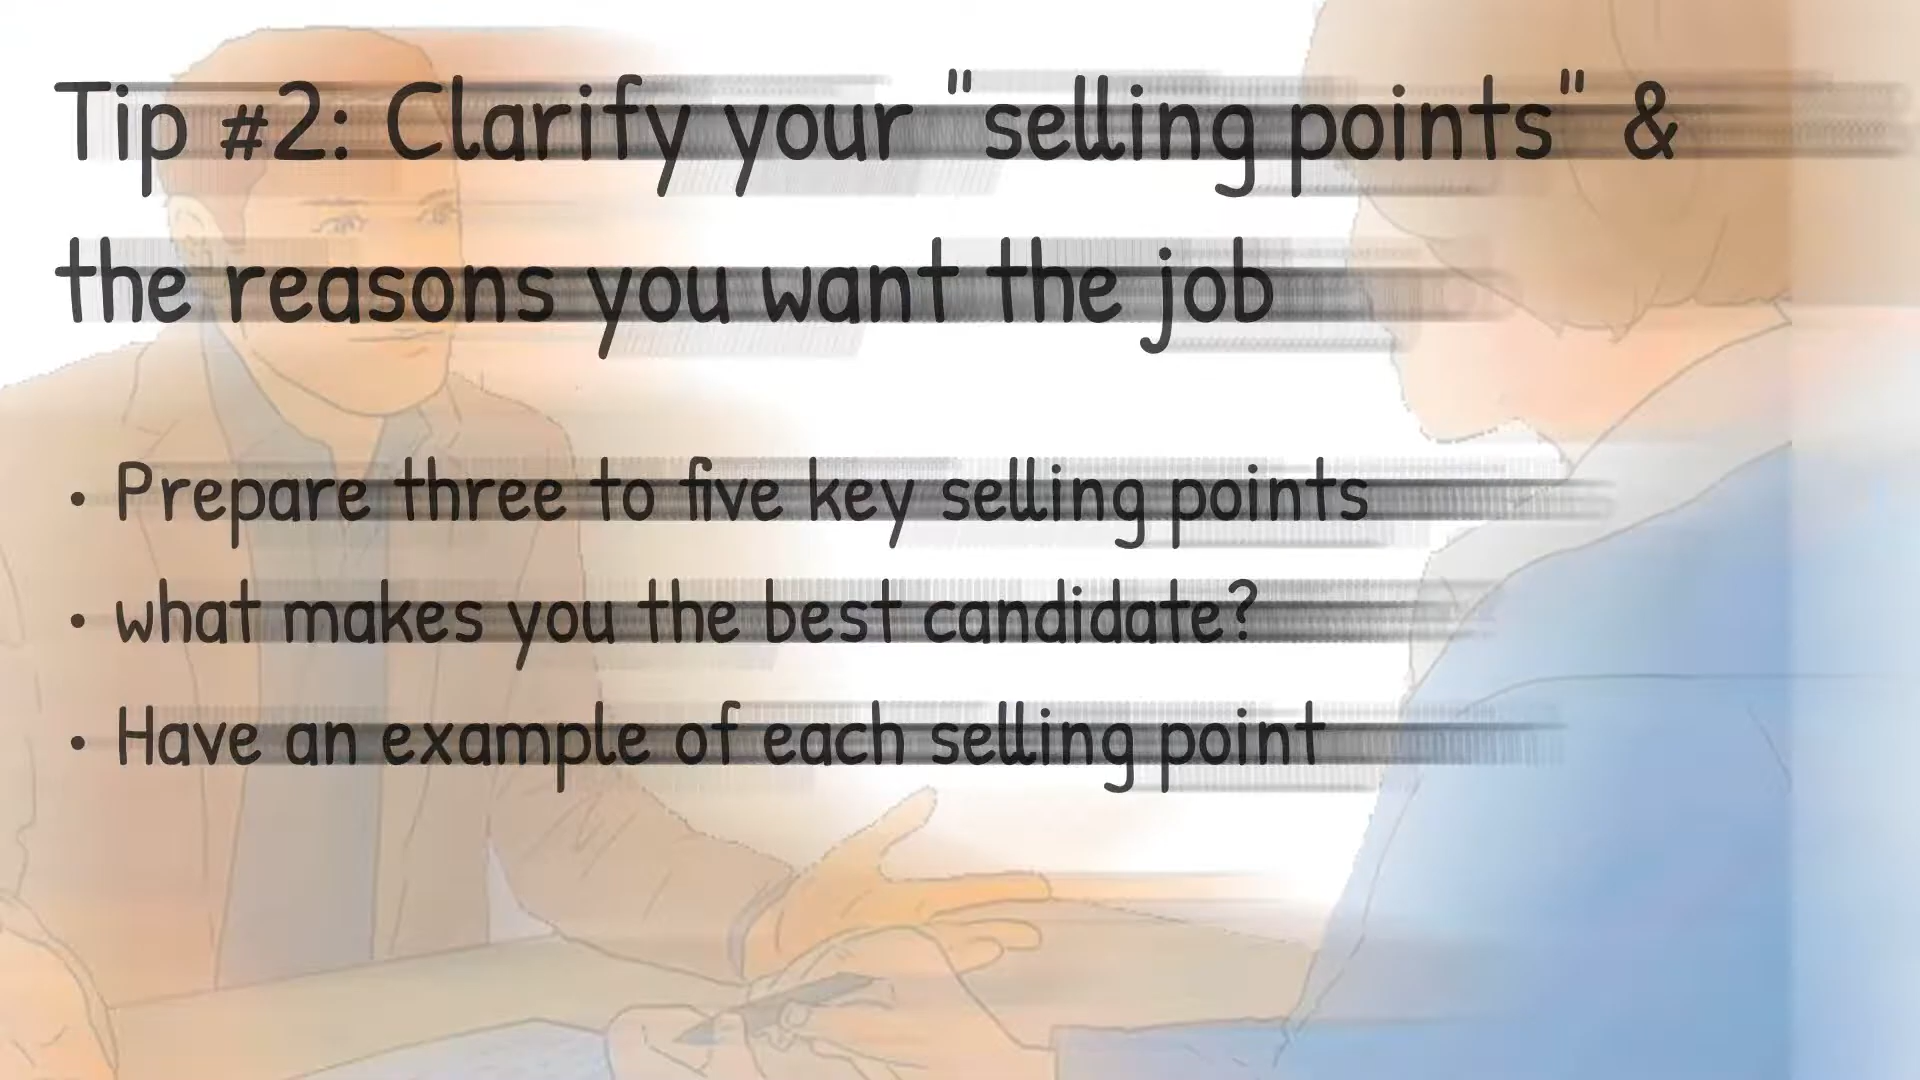 Tip #2: Clarify your "selling points" &
the reasons you want the job
• Prepare three to five key selling points
• what makes you the best candidate?
• Have an example of each selling point